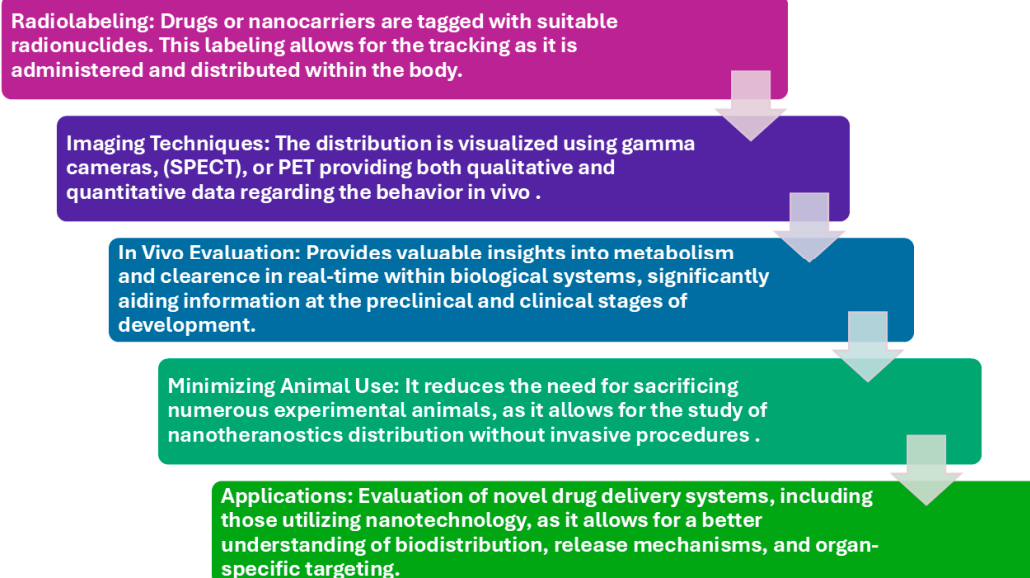 Radiolabeling: Drugs or nanocarriers are tagged with suitable
radionuclides. This labeling allows for the tracking as it is
administered and distributed within the body.
Imaging Techniques: The distribution is visualized using gamma
cameras, (SPECT), or PET providing both qualitative and
quantitative data regarding the behavior in vivo .
In Vivo Evaluation: Provides valuable insights into metabolism
and clearence in real-time within biological systems, significantly
aiding information at the preclinical and clinical stages of
development.
Minimizing Animal Use: It reduces the need for sacrificing
numerous experimental animals, as it allows for the study of
nanotheranostics distribution without invasive procedures .
Applications: Evaluation of novel drug delivery systems, including
those utilizing nanotechnology, as it allows for a better
understanding of biodistribution, release mechanisms, and organ-
specific targeting.